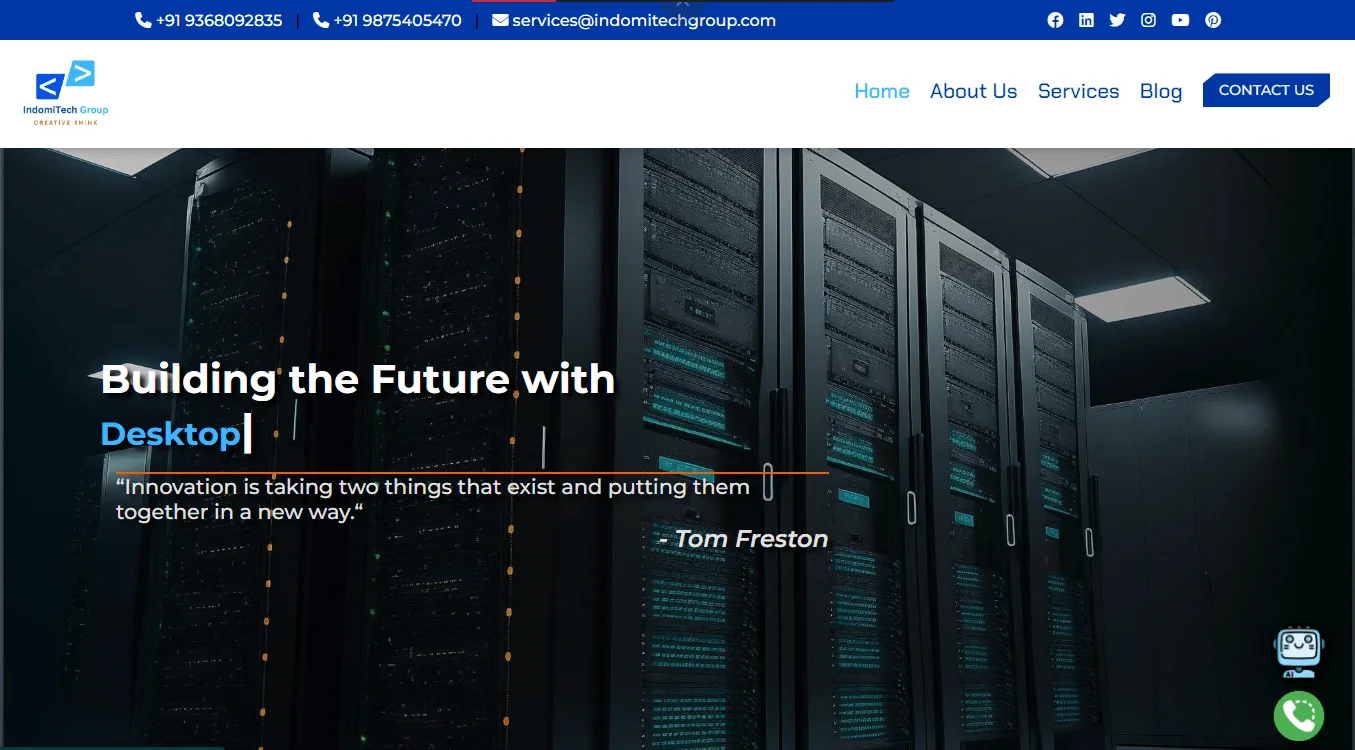 +91 9368092835 | +91 9875405470 | services@indomitechgroup.com
< >
IndomiTech Group
CREATIVE THINK
Home About Us Services Blog CONTACT US
Building the Future with
Desktop
“Innovation is taking two things that exist and putting them
together in a new way.“
- Tom Freston
AI